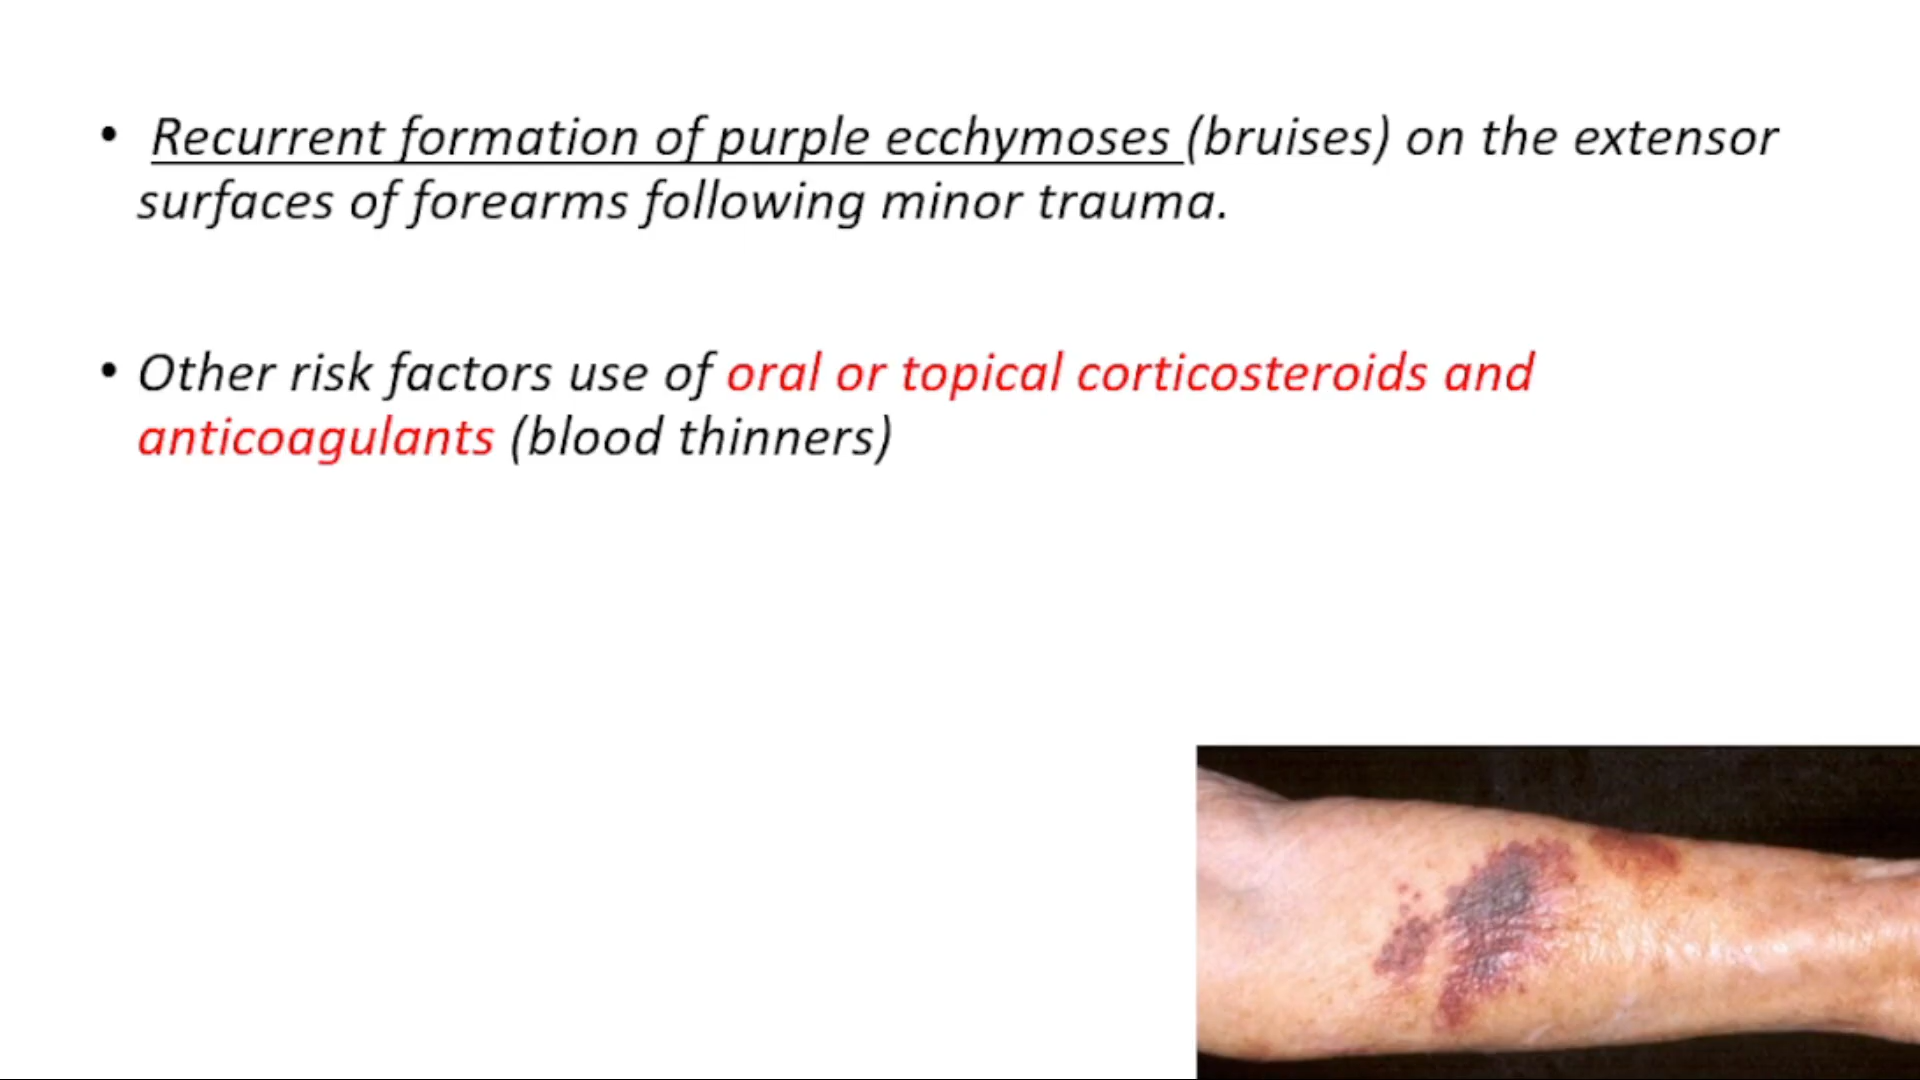 • Recurrent formation of purple ecchymoses (bruises) on the extensor
surfaces of forearms following minor trauma.
• Other risk factors use of oral or topical corticosteroids and
anticoagulants (blood thinners)